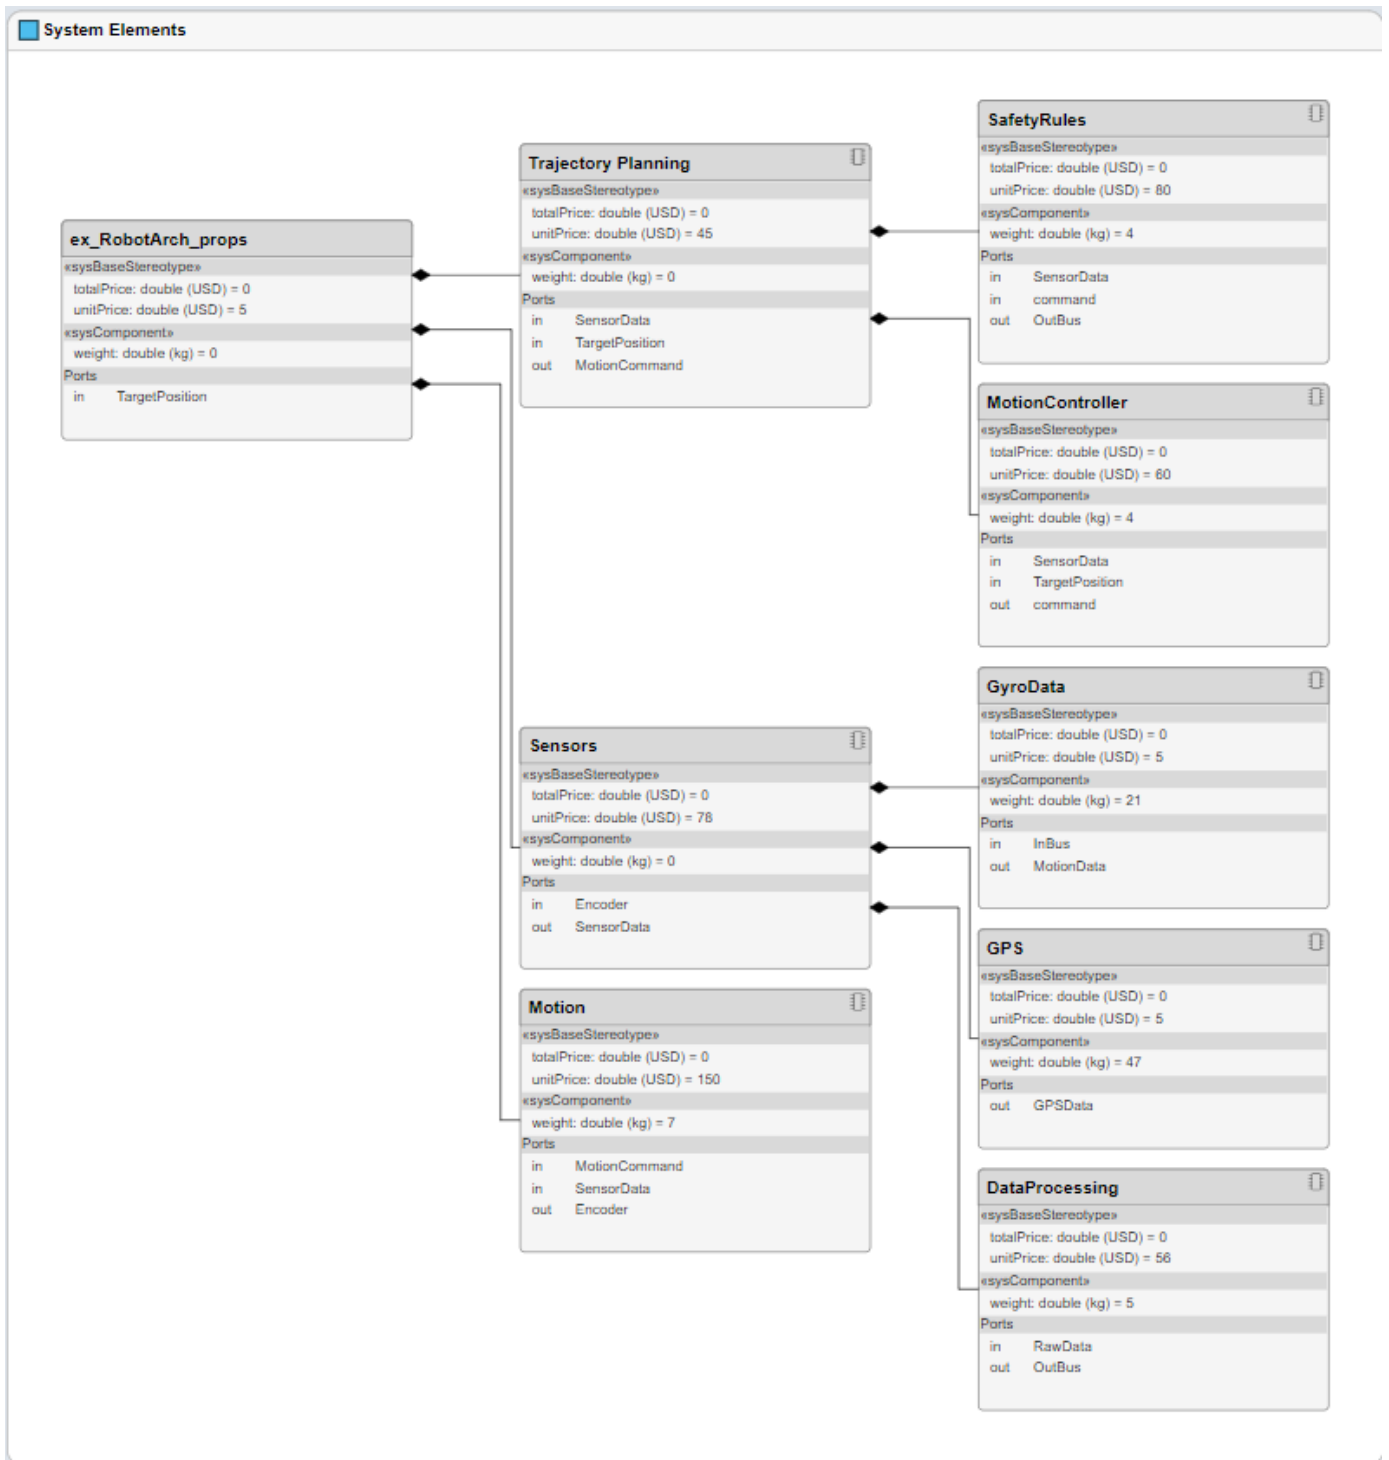 System Elements
ex_RobotArch_props
«sysBaseStereotype»
totalPrice: double (USD) = 0
unitPrice: double (USD) = 5
«sysComponent»
weight: double (kg) = 0
Ports
in TargetPosition
Trajectory Planning
«sysBaseStereotype»
totalPrice: double (USD) = 0
unitPrice: double (USD) = 45
«sysComponent»
weight: double (kg) = 0
Ports
in SensorData
in TargetPosition
out MotionCommand
Sensors
«sysBaseStereotype»
totalPrice: double (USD) = 0
unitPrice: double (USD) = 78
«sysComponent»
weight: double (kg) = 0
Ports
in Encoder
out SensorData
Motion
«sysBaseStereotype»
totalPrice: double (USD) = 0
unitPrice: double (USD) = 150
«sysComponent»
weight: double (kg) = 7
Ports
in MotionCommand
in SensorData
out Encoder
SafetyRules
«sysBaseStereotype»
totalPrice: double (USD) = 0
unitPrice: double (USD) = 80
«sysComponent»
weight: double (kg) = 4
Ports
in SensorData
in command
out OutBus
MotionController
«sysBaseStereotype»
totalPrice: double (USD) = 0
unitPrice: double (USD) = 60
«sysComponent»
weight: double (kg) = 4
Ports
in SensorData
in TargetPosition
out command
GyroData
«sysBaseStereotype»
totalPrice: double (USD) = 0
unitPrice: double (USD) = 5
«sysComponent»
weight: double (kg) = 21
Ports
in InBus
out MotionData
GPS
«sysBaseStereotype»
totalPrice: double (USD) = 0
unitPrice: double (USD) = 5
«sysComponent»
weight: double (kg) = 47
Ports
out GPSData
DataProcessing
«sysBaseStereotype»
totalPrice: double (USD) = 0
unitPrice: double (USD) = 56
«sysComponent»
weight: double (kg) = 5
Ports
in RawData
out OutBus